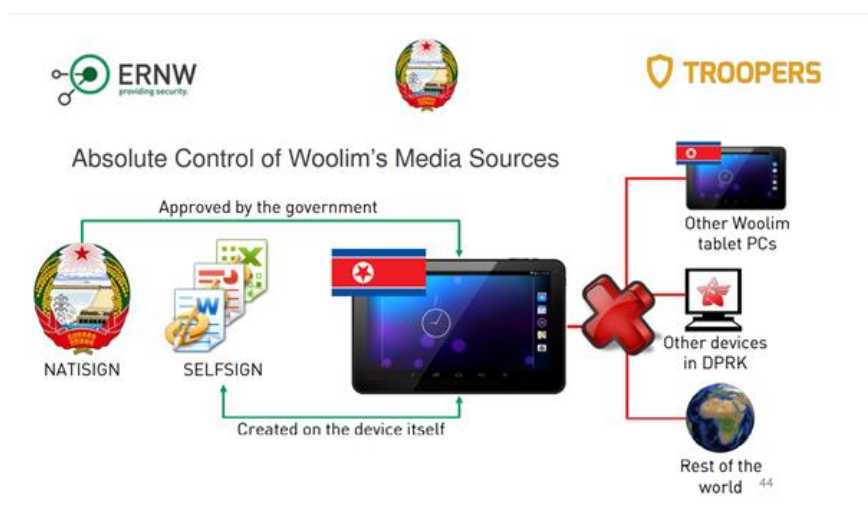 ERNW
providing security.
TROOPERS
Absolute Control of Woolim's Media Sources
Approved by the government
NATISIGN
SELFSIGN
Created on the device itself
Other Woolim
tablet PCs
Other devices
in DPRK
Rest of the
world
44